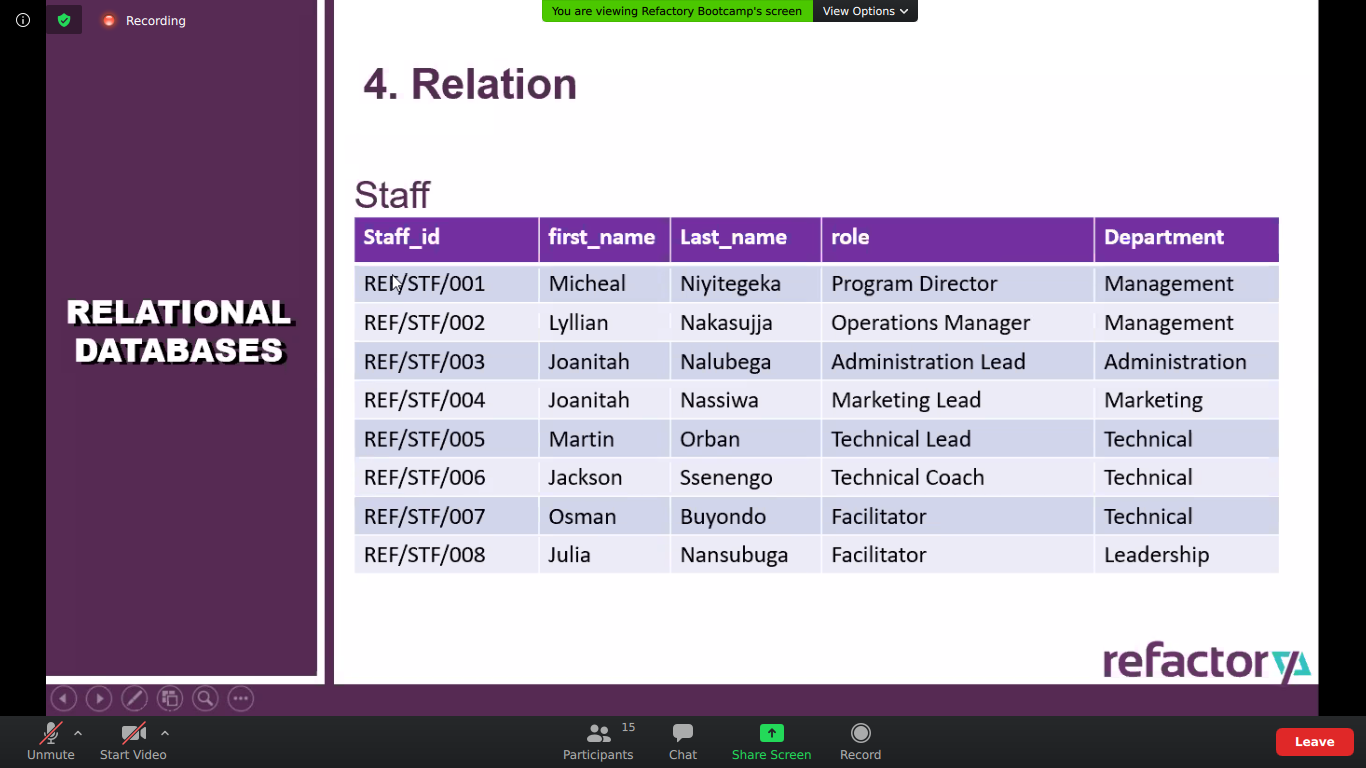 Recording
You are viewing Refactory Bootcamp's screen View Options
4. Relation
RELATIONAL
DATABASES
Staff
Staff_id first_name Last_name role Department
REF/STF/001 Micheal Niyitegeka Program Director Management
REF/STF/002 Lyllian Nakasujja Operations Manager Management
REF/STF/003 Joanitah Nalubega Administration Lead Administration
REF/STF/004 Joanitah Nassiwa Marketing Lead Marketing
REF/STF/005 Martin Orban Technical Lead Technical
REF/STF/006 Jackson Ssenengo Technical Coach Technical
REF/STF/007 Osman Buyondo Facilitator Technical
REF/STF/008 Julia Nansubuga Facilitator Leadership
refactory
Unmute Start Video Participants 15 Chat Share Screen Record Leave